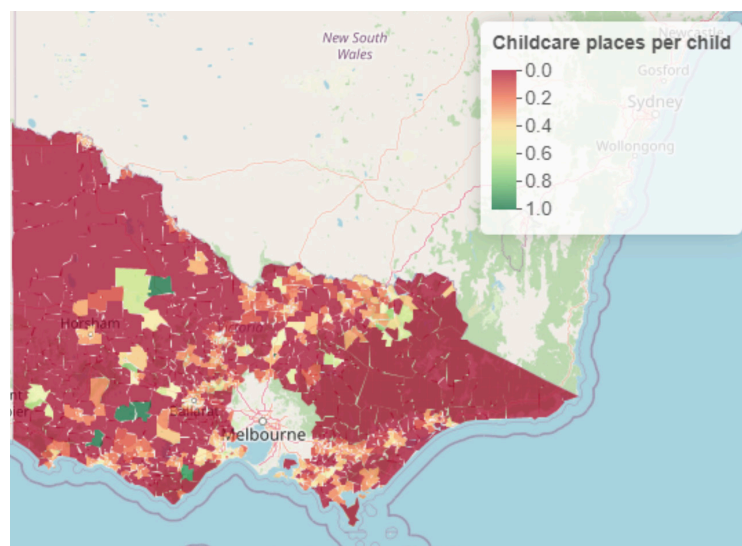 Childcare places per child
0.0
0.2
0.4
0.6
0.8
1.0
New South
Wales
Newcastle
Gosford
Sydney
Wollongong
Horsham
Ballarat
Melbourne